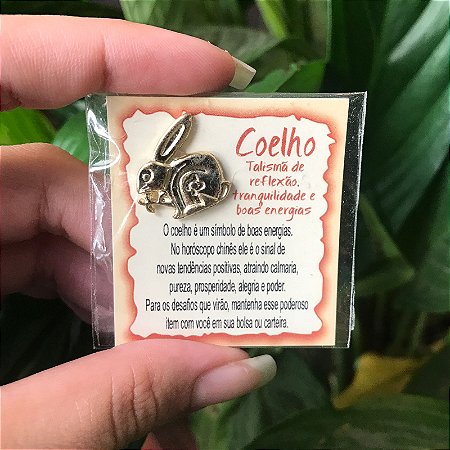 Coelho
Talismã de
reflexão,
tranquilidade e
boas energias
O coelho é um símbolo de boas energias.
No horóscopo chinês ele é o sinal de
novas tendências positivas, atraindo calmaria,
pureza, prosperidade, alegria e poder.
Para os desafios que virão, mantenha esse poderoso
item com você em sua bolsa ou carteira.